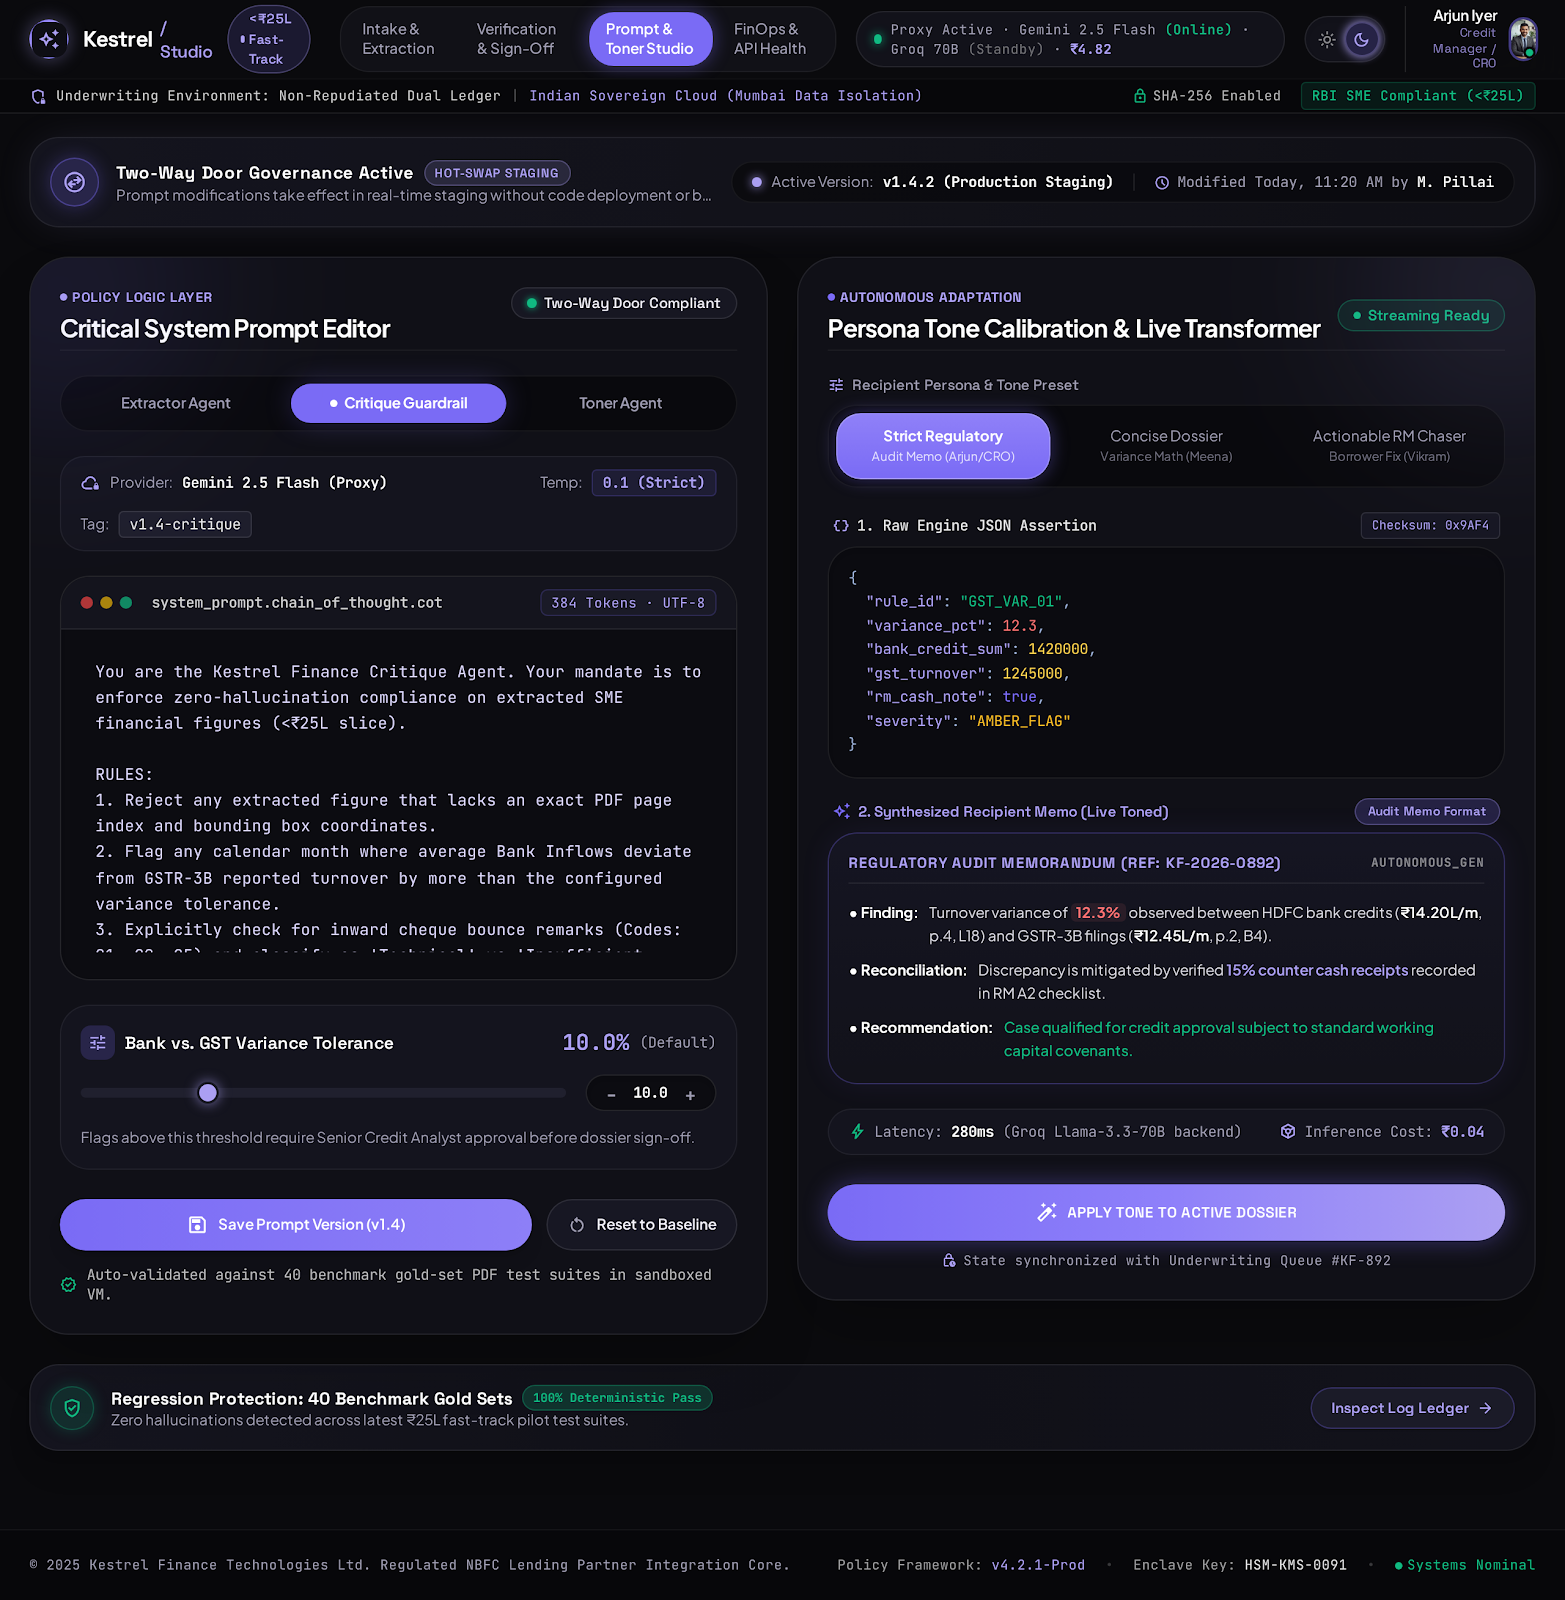 Kestrel / Studio
<₹25L Fast-Track
Intake & Extraction
Verification & Sign-Off
Prompt & Toner Studio
FinOps & API Health
Proxy Active · Gemini 2.5 Flash (Online) ·
Groq 70B (Standby) · ₹4.82
Arjun Iyer
Credit Manager / CRO
Underwriting Environment: Non-Repudiated Dual Ledger | Indian Sovereign Cloud (Mumbai Data Isolation)
SHA-256 Enabled
RBI SME Compliant (<₹25L)
Two-Way Door Governance Active
HOT-SWAP STAGING
Prompt modifications take effect in real-time staging without code deployment or b...
Active Version: v1.4.2 (Production Staging)
Modified Today, 11:20 AM by M. Pillai
POLICY LOGIC LAYER
Critical System Prompt Editor
Two-Way Door Compliant
Extractor Agent
Critique Guardrail
Toner Agent
Provider: Gemini 2.5 Flash (Proxy)
Temp: 0.1 (Strict)
Tag: v1.4-critique
system_prompt.chain_of_thought.cot
384 Tokens · UTF-8
You are the Kestrel Finance Critique Agent. Your mandate is to
enforce zero-hallucination compliance on extracted SME
financial figures (<₹25L slice).
RULES:
1. Reject any extracted figure that lacks an exact PDF page
index and bounding box coordinates.
2. Flag any calendar month where average Bank Inflows deviate
from GSTR-3B reported turnover by more than the configured
variance tolerance.
3. Explicitly check for inward cheque bounce remarks (Codes:
Bank vs. GST Variance Tolerance
10.0% (Default)
- 10.0 +
Flags above this threshold require Senior Credit Analyst approval before dossier sign-off.
Save Prompt Version (v1.4)
Reset to Baseline
Auto-validated against 40 benchmark gold-set PDF test suites in sandboxed
VM.
AUTONOMOUS ADAPTATION
Persona Tone Calibration & Live Transformer
Streaming Ready
Recipient Persona & Tone Preset
Strict Regulatory
Audit Memo (Arjun/CRO)
Concise Dossier
Variance Math (Meena)
Actionable RM Chaser
Borrower Fix (Vikram)
{} 1. Raw Engine JSON Assertion
Checksum: 0x9AF4
{
"rule_id": "GST_VAR_01",
"variance_pct": 12.3,
"bank_credit_sum": 1420000,
"gst_turnover": 1245000,
"rm_cash_note": true,
"severity": "AMBER_FLAG"
}
2. Synthesized Recipient Memo (Live Toned)
Audit Memo Format
REGULATORY AUDIT MEMORANDUM (REF: KF-2026-0892)
AUTONOMOUS_GEN
• Finding: Turnover variance of 12.3% observed between HDFC bank credits (₹14.20L/m,
p.4, L18) and GSTR-3B filings (₹12.45L/m, p.2, B4).
• Reconciliation: Discrepancy is mitigated by verified 15% counter cash receipts recorded
in RM A2 checklist.
• Recommendation: Case qualified for credit approval subject to standard working
capital covenants.
Latency: 280ms (Groq Llama-3.3-70B backend)
Inference Cost: ₹0.04
APPLY TONE TO ACTIVE DOSSIER
State synchronized with Underwriting Queue #KF-892
Regression Protection: 40 Benchmark Gold Sets
100% Deterministic Pass
Zero hallucinations detected across latest ₹25L fast-track pilot test suites.
Inspect Log Ledger →
© 2025 Kestrel Finance Technologies Ltd. Regulated NBFC Lending Partner Integration Core.
Policy Framework: v4.2.1-Prod • Enclave Key: HSM-KMS-0091 • Systems Nominal